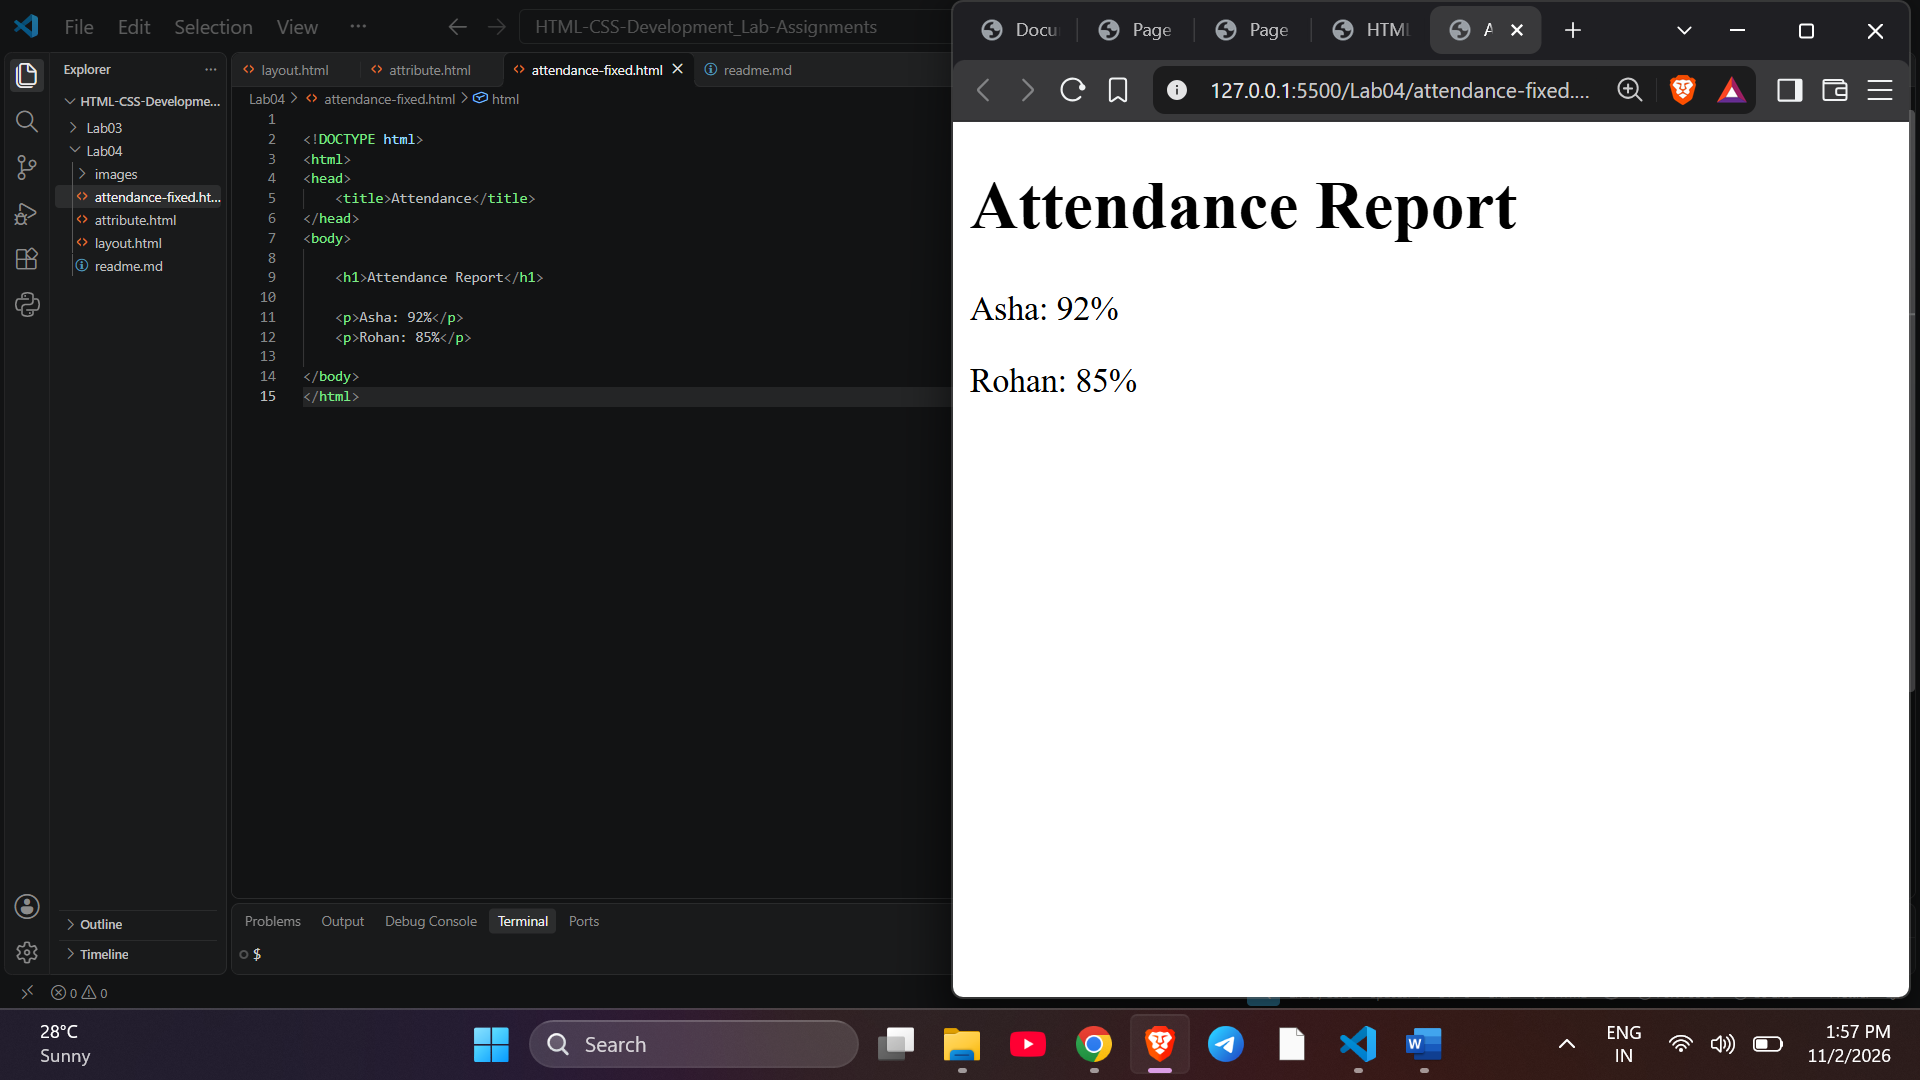 File Edit Selection View ···
HTML-CSS-Development_Lab-Assignments
Explorer ···
HTML-CSS-Developme...
Lab03
Lab04
images
attendance-fixed.ht...
attribute.html
layout.html
readme.md
Outline
Timeline
layout.html attribute.html attendance-fixed.html readme.md
Lab04 > attendance-fixed.html > html
1
2 <!DOCTYPE html>
3 <html>
4 <head>
5 <title>Attendance</title>
6 </head>
7 <body>
8
9 <h1>Attendance Report</h1>
10
11 <p>Asha: 92%</p>
12 <p>Rohan: 85%</p>
13
14 </body>
15 </html>
Problems Output Debug Console Terminal Ports
$
0 0
Docu Page Page HTML A
127.0.0.1:5500/Lab04/attendance-fixed....
Attendance Report
Asha: 92%
Rohan: 85%
28°C
Sunny
Search
W
ENG
IN
1:57 PM
11/2/2026